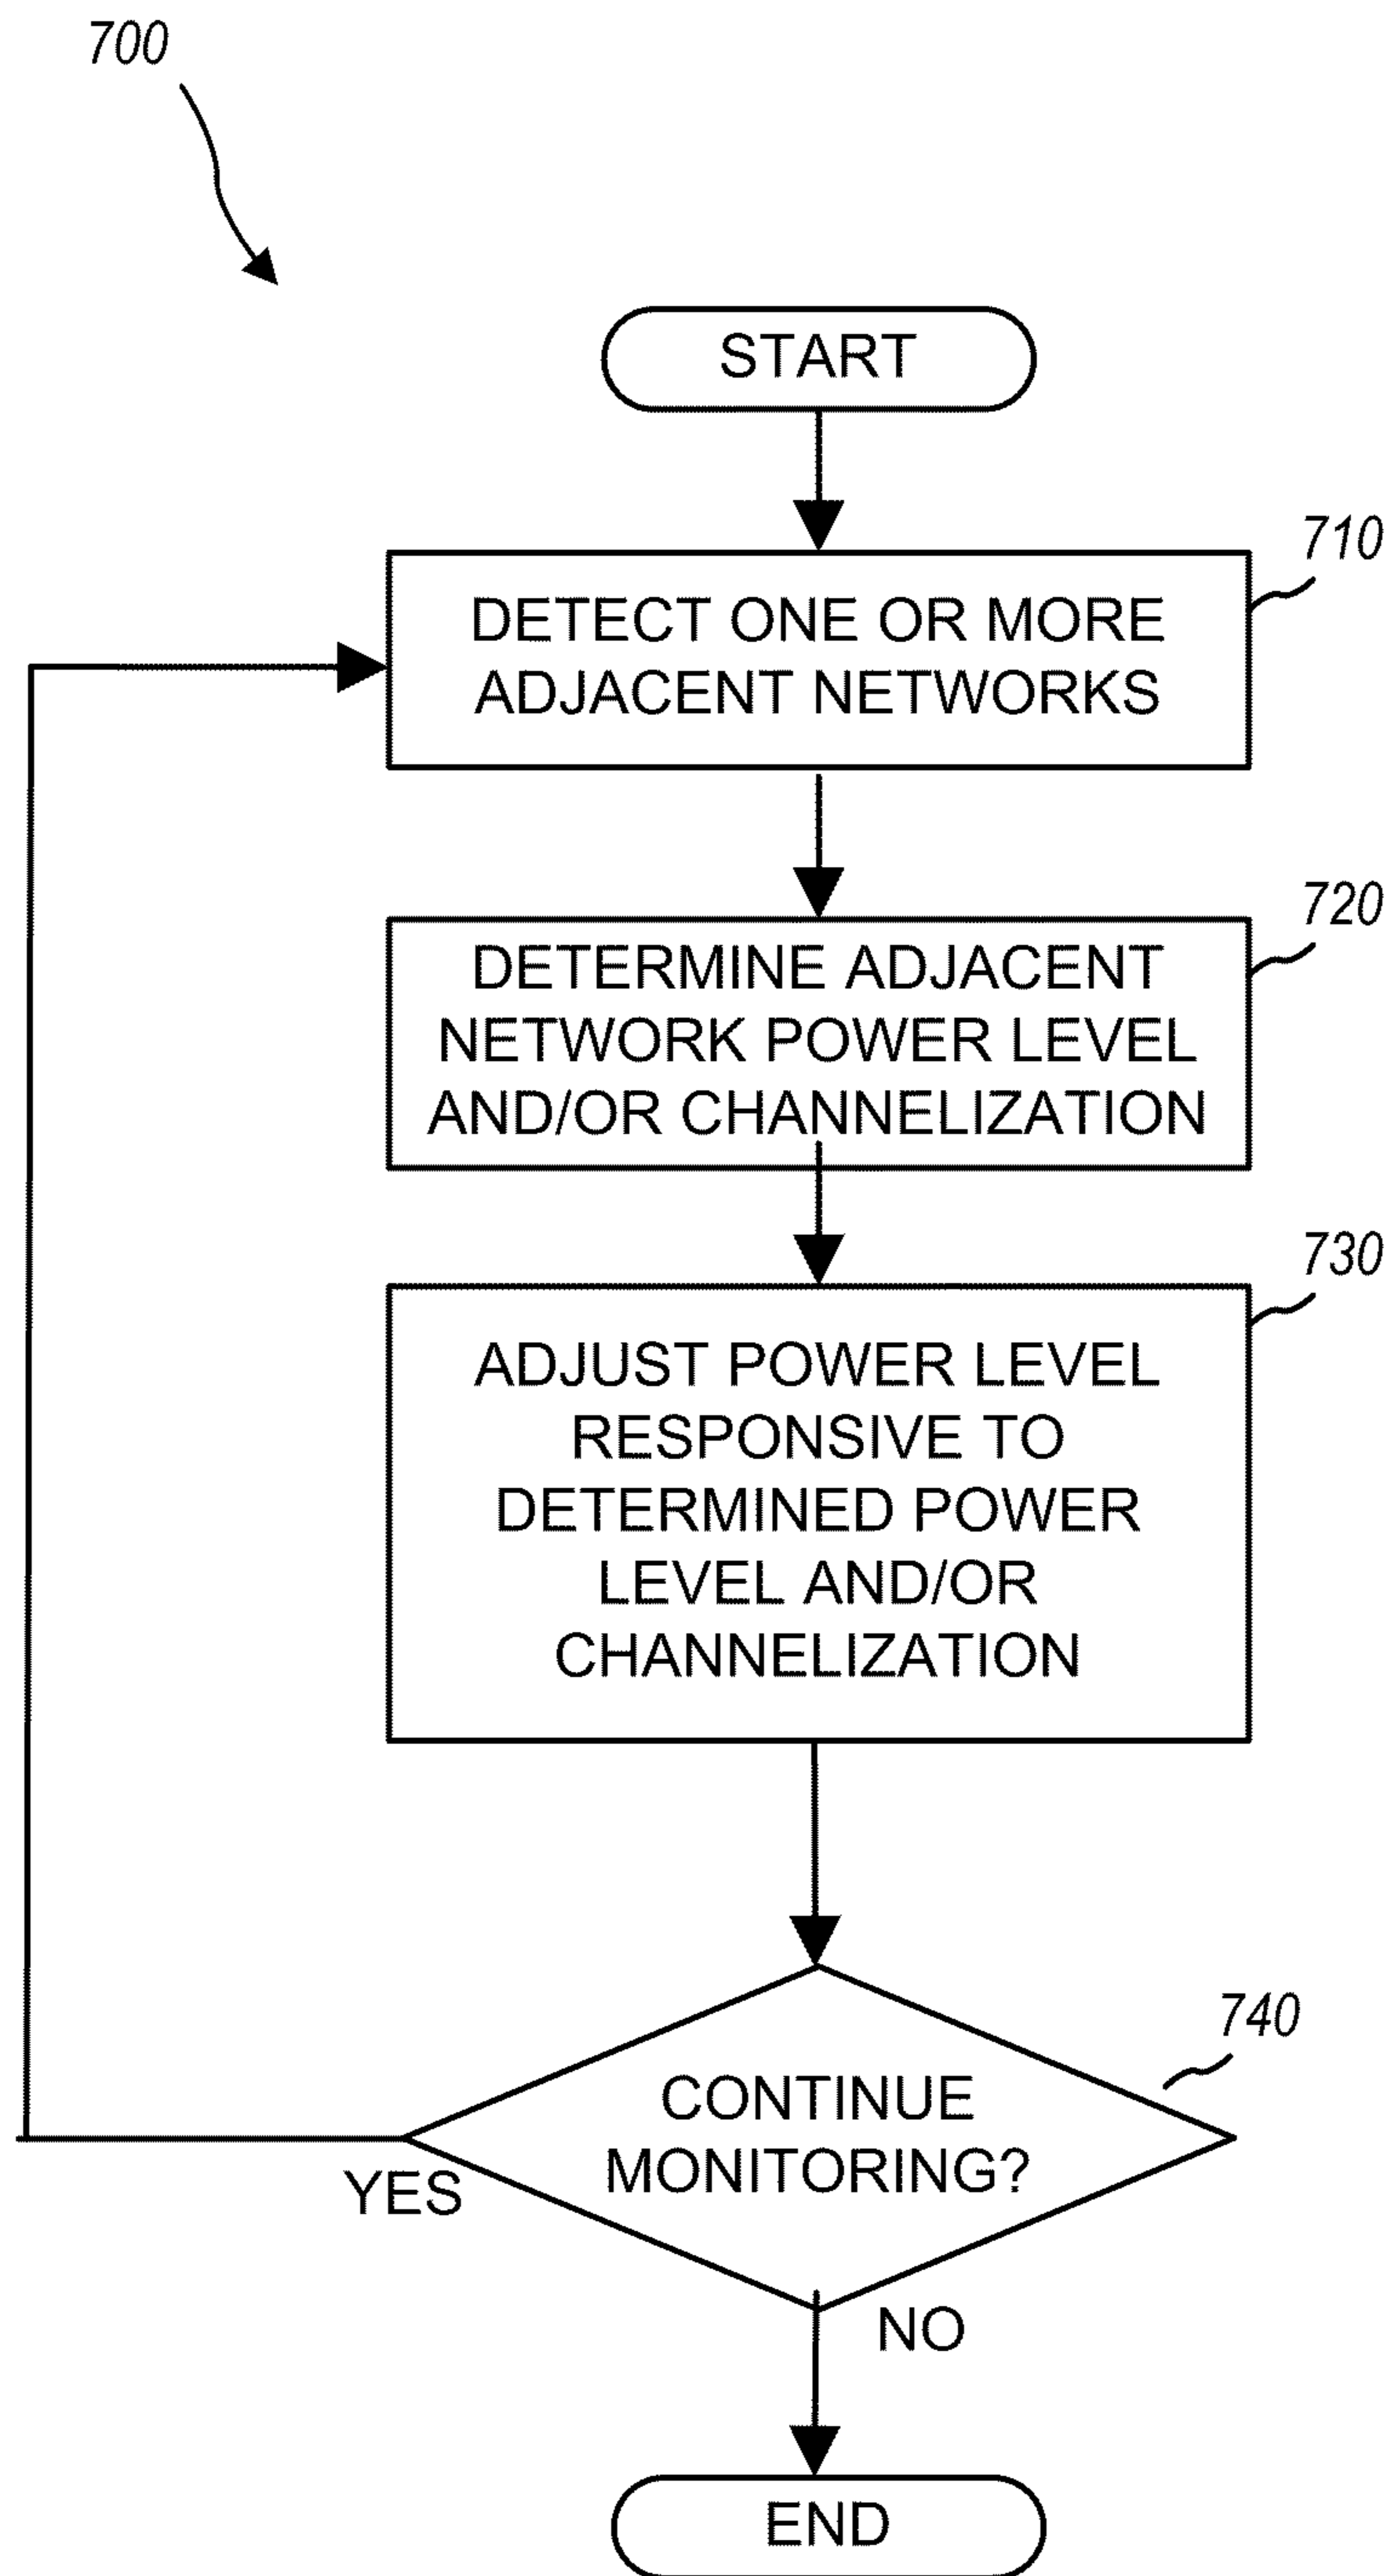 700
START
710
DETECT ONE OR MORE
ADJACENT NETWORKS
720
DETERMINE ADJACENT
NETWORK POWER LEVEL
AND/OR CHANNELIZATION
730
ADJUST POWER LEVEL
RESPONSIVE TO
DETERMINED POWER
LEVEL AND/OR
CHANNELIZATION
740
CONTINUE
MONITORING?
YES
NO
END